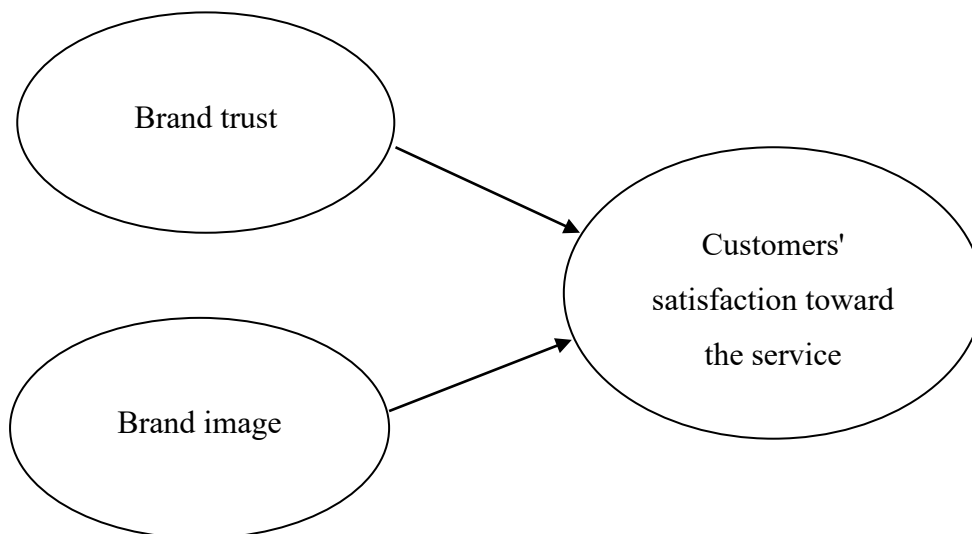 Brand trust
Customers'
satisfaction toward
the service
Brand image